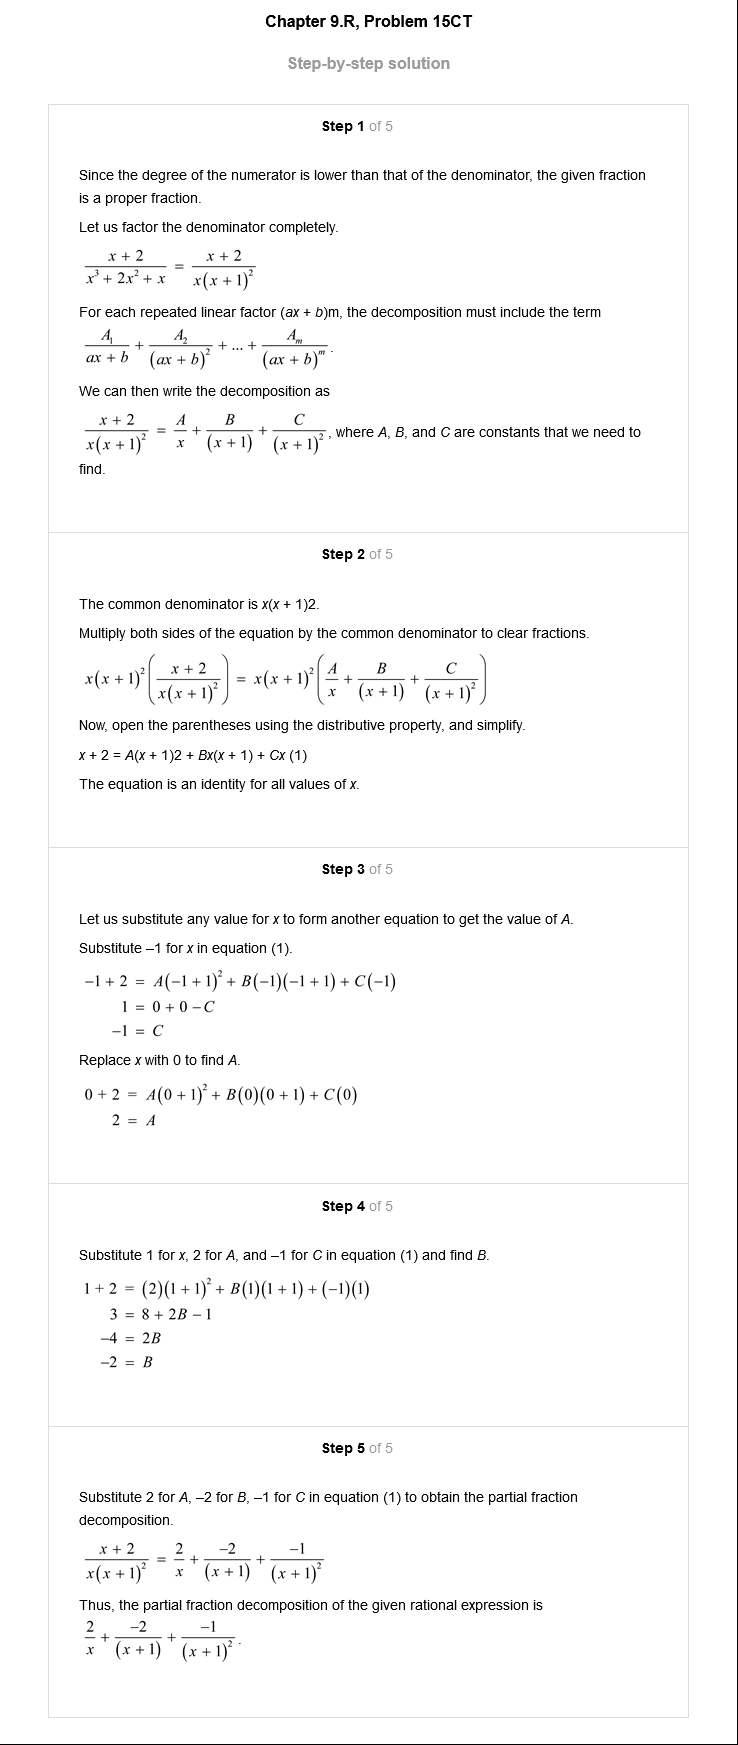 Chapter 9.R, Problem 15CT
Step-by-step solution
Step 1 of 5
Since the degree of the numerator is lower than that of the denominator, the given fraction
is a proper fraction.
Let us factor the denominator completely.
\frac{x + 2}{x^3 + 2x^2 + x} = \frac{x + 2}{x(x + 1)^2}
For each repeated linear factor (ax + b)m, the decomposition must include the term
\frac{A_1}{ax + b} + \frac{A_2}{(ax + b)^2} + ... + \frac{A_m}{(ax + b)^m}.
We can then write the decomposition as
\frac{x + 2}{x(x + 1)^2} = \frac{A}{x} + \frac{B}{(x + 1)} + \frac{C}{(x + 1)^2}, where A, B, and C are constants that we need to
find.
Step 2 of 5
The common denominator is x(x + 1)2.
Multiply both sides of the equation by the common denominator to clear fractions.
x(x + 1)^2 (\frac{x + 2}{x(x + 1)^2}) = x(x + 1)^2 (\frac{A}{x} + \frac{B}{(x + 1)} + \frac{C}{(x + 1)^2})
Now, open the parentheses using the distributive property, and simplify.
x + 2 = A(x + 1)2 + Bx(x + 1) + Cx (1)
The equation is an identity for all values of x.
Step 3 of 5
Let us substitute any value for x to form another equation to get the value of A.
Substitute –1 for x in equation (1).
–1 + 2 = A(–1 + 1)^2 + B(–1)(–1 + 1) + C(–1)
1 = 0 + 0 – C
–1 = C
Replace x with 0 to find A.
0 + 2 = A(0 + 1)^2 + B(0)(0 + 1) + C(0)
2 = A
Step 4 of 5
Substitute 1 for x, 2 for A, and –1 for C in equation (1) and find B.
1 + 2 = (2)(1 + 1)^2 + B(1)(1 + 1) + (–1)(1)
3 = 8 + 2B – 1
–4 = 2B
–2 = B
Step 5 of 5
Substitute 2 for A, –2 for B, –1 for C in equation (1) to obtain the partial fraction
decomposition.
\frac{x + 2}{x(x + 1)^2} = \frac{2}{x} + \frac{–2}{(x + 1)} + \frac{–1}{(x + 1)^2}
Thus, the partial fraction decomposition of the given rational expression is
\frac{2}{x} + \frac{–2}{(x + 1)} + \frac{–1}{(x + 1)^2}.